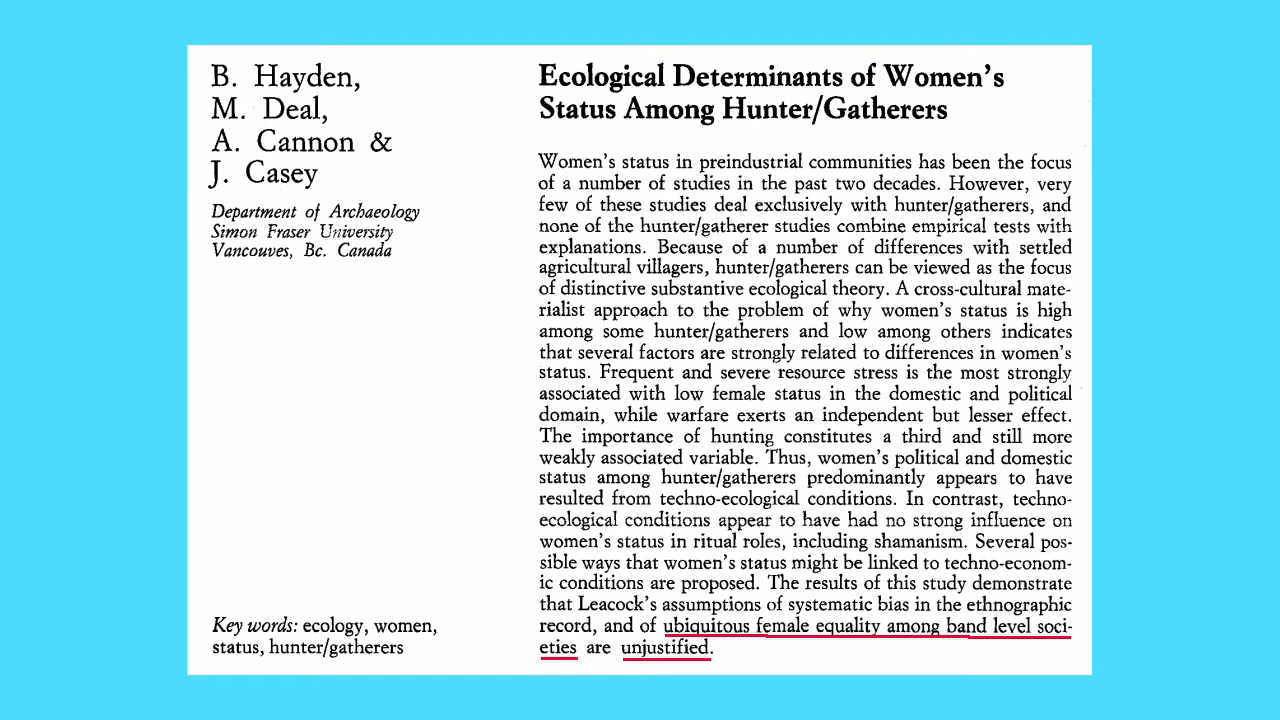 B. Hayden,
M. Deal,
A. Cannon &
J. Casey
Department of Archaeology
Simon Fraser University
Vancouves, Bc. Canada
Key words: ecology, women,
status, hunter/gatherers
Ecological Determinants of Women's
Status Among Hunter/Gatherers
Women's status in preindustrial communities has been the focus
of a number of studies in the past two decades. However, very
few of these studies deal exclusively with hunter/gatherers, and
none of the hunter/gatherer studies combine empirical tests with
explanations. Because of a number of differences with settled
agricultural villagers, hunter/gatherers can be viewed as the focus
of distinctive substantive ecological theory. A cross-cultural mate-
rialist approach to the problem of why women's status is high
among some hunter/gatherers and low among others indicates
that several factors are strongly related to differences in women's
status. Frequent and severe resource stress is the most strongly
associated with low female status in the domestic and political
domain, while warfare exerts an independent but lesser effect.
The importance of hunting constitutes a third and still more
weakly associated variable. Thus, women's political and domestic
status among hunter/gatherers predominantly appears to have
resulted from techno-ecological conditions. In contrast, techno-
ecological conditions appear to have had no strong influence on
women's status in ritual roles, including shamanism. Several pos-
sible ways that women's status might be linked to techno-econom-
ic conditions are proposed. The results of this study demonstrate
that Leacock's assumptions of systematic bias in the ethnographic
record, and of ubiquitous female equality among band level soci-
eties are unjustified.